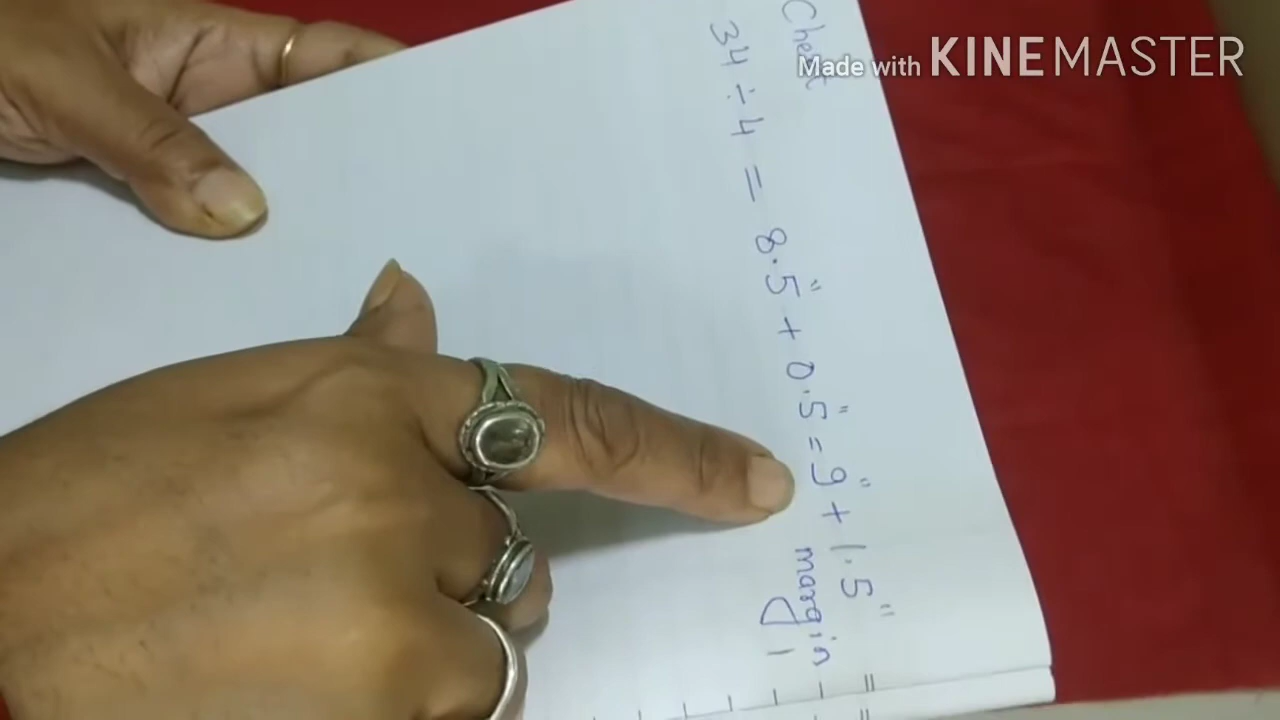 Made with KINEMASTER
Chest
34 ÷ 4 = 8.5" + 0.5" = 9" + 1.5" =
margin